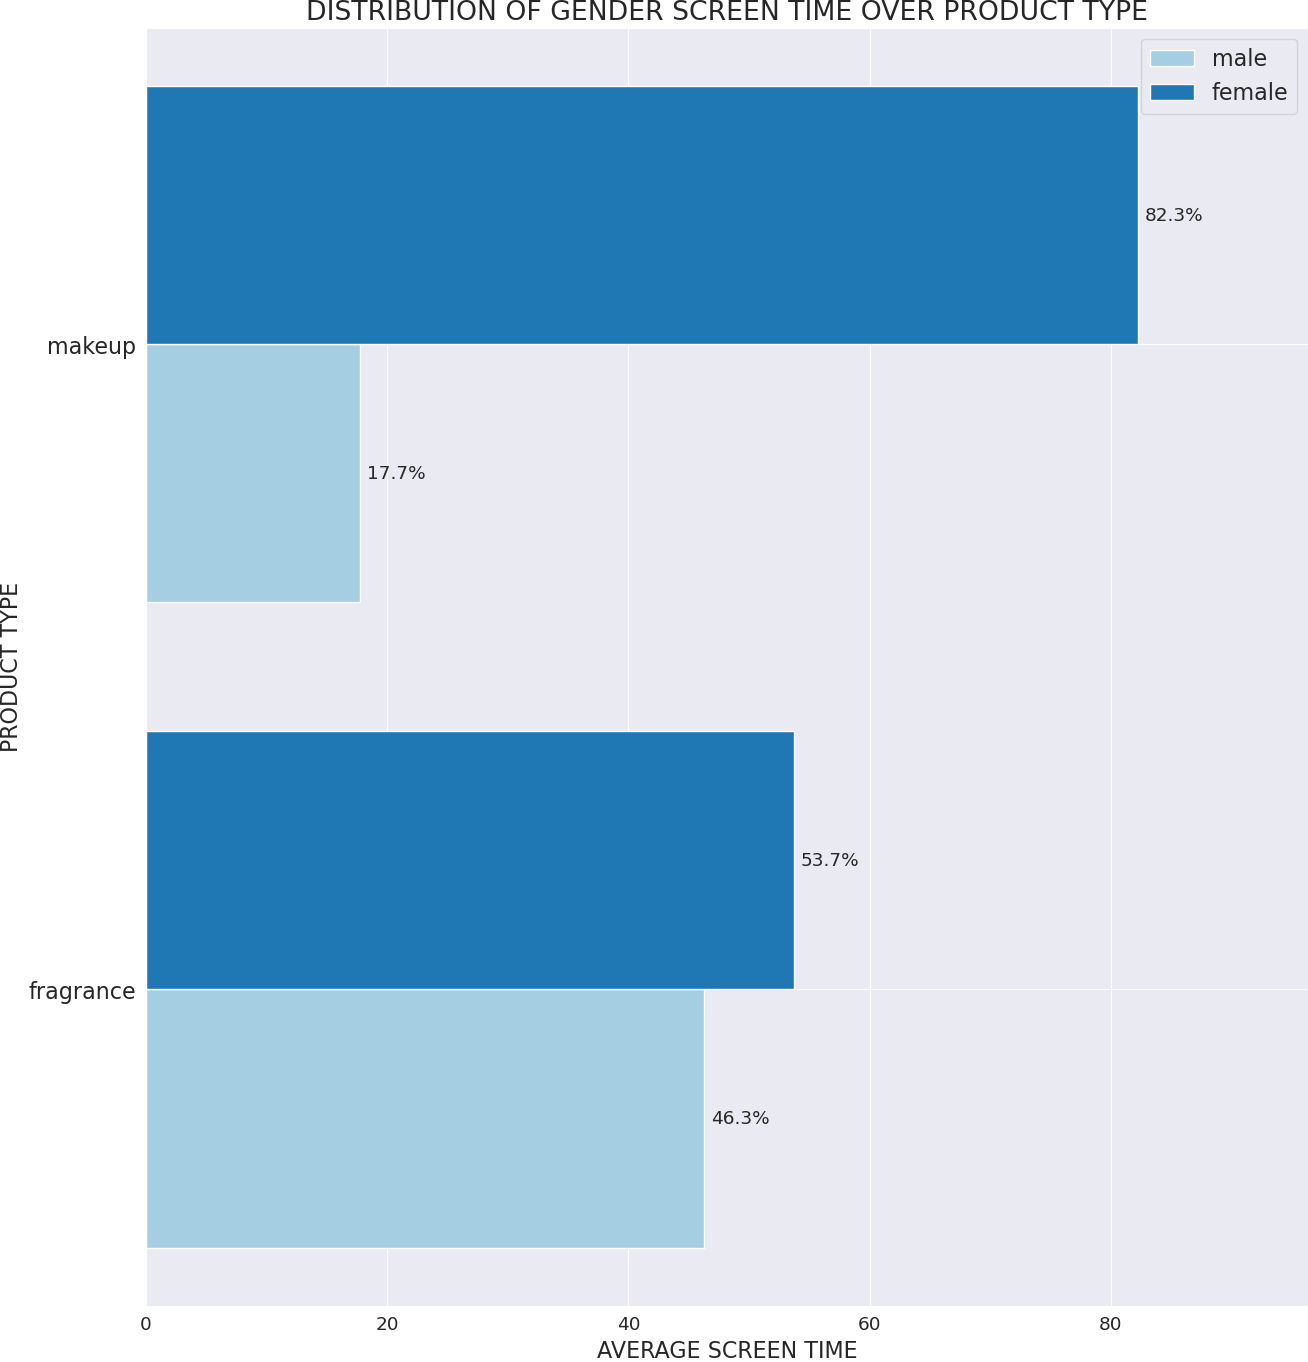 DISTRIBUTION OF GENDER SCREEN TIME OVER PRODUCT TYPE
male
female
82.3%
makeup
17.7%
PRODUCT TYPE
53.7%
fragrance
46.3%
0 20 40 60 80
AVERAGE SCREEN TIME